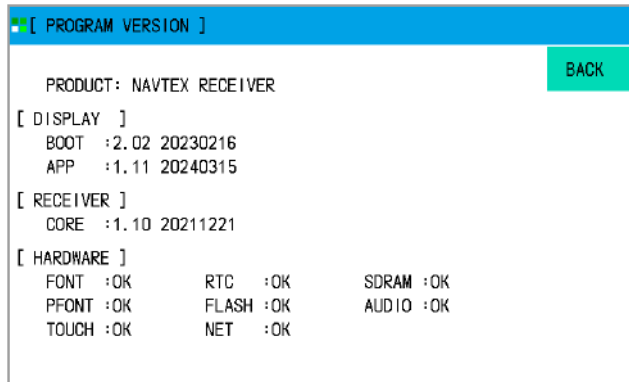 [ PROGRAM VERSION ]
BACK
PRODUCT: NAVTEX RECEIVER
[ DISPLAY ]
BOOT :2.02 20230216
APP :1.11 20240315
[ RECEIVER ]
CORE :1.10 20211221
[ HARDWARE ]
FONT :OK RTC :OK SDRAM :OK
PFONT :OK FLASH :OK AUDIO :OK
TOUCH :OK NET :OK